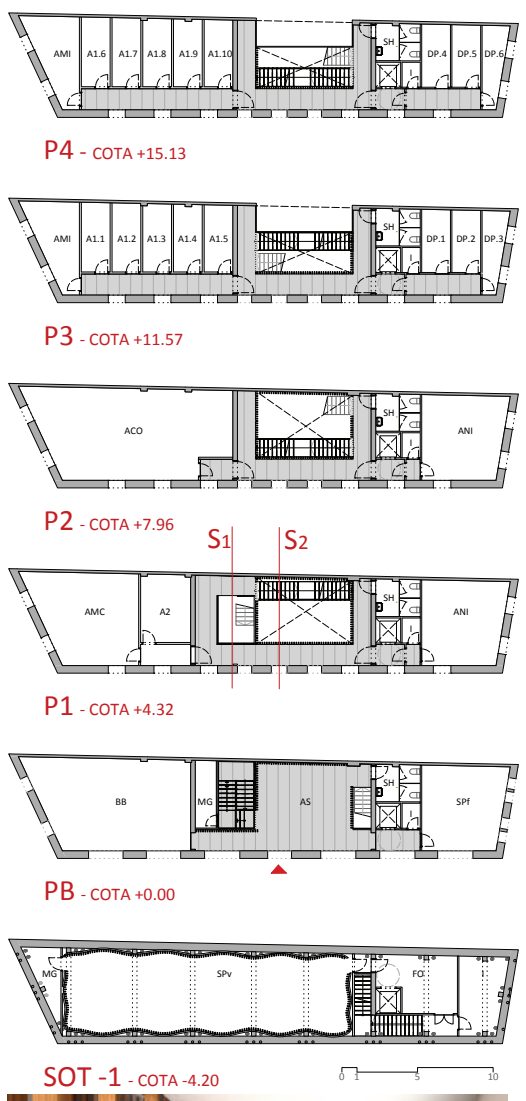 AMI A1.6 A1.7 A1.8 A1.9 A1.10 SH I DP.4 DP.5 DP.6
P4 - COTA +15.13
AMI A1.1 A1.2 A1.3 A1.4 A1.5 SH I DP.1 DP.2 DP.3
P3 - COTA +11.57
ACO SH I ANI
P2 - COTA +7.96
S1 S2
AMC A2 SH I ANI
P1 - COTA +4.32
BB MG AS SH I SPf
PB - COTA +0.00
MG SPv FO I
SOT -1 - COTA -4.20
0 1 5 10